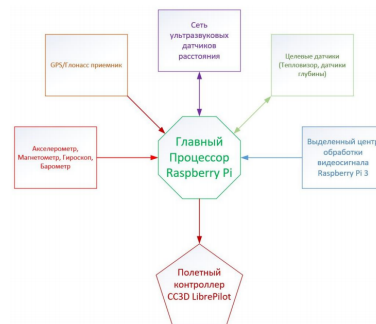 Сеть
ультразвуковых
датчиков
расстояния
GPS/Глонасс приемник
Целевые датчики
(Тепловизор, датчики
глубины)
Главный
Процессор
Raspberry Pi
Акселерометр,
Магнетометр, Гироскоп,
Барометр
Выделенный центр
обработки
видеосигнала
Raspberry Pi 3
Полетный
контроллер
CC3D LibrePilot